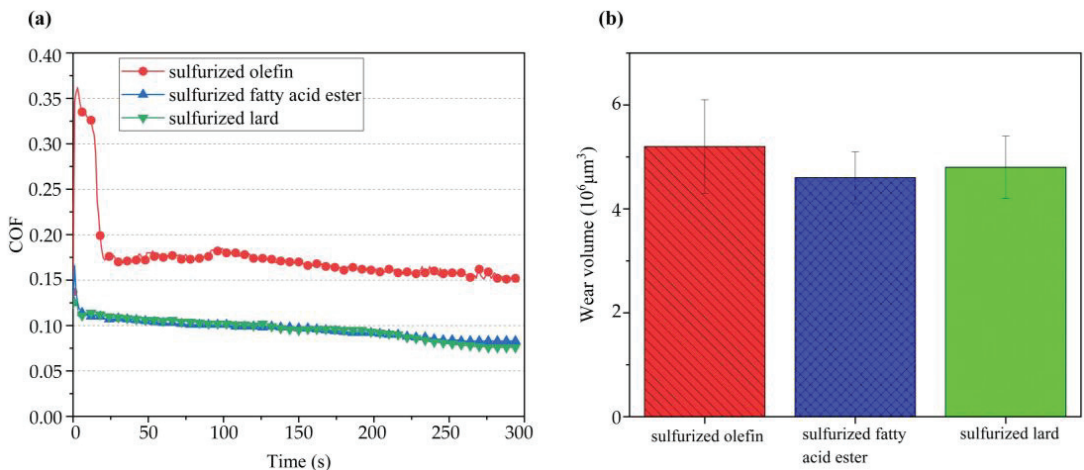 (a)
0.40
0.35
0.30
0.25
0.20
0.15
0.10
0.05
0.00
COF
0
50
100
150
200
250
300
Time (s)
sulfurized olefin
sulfurized fatty acid ester
sulfurized lard
(b)
6
4
2
0
Wear volume (10⁶μm³)
sulfurized olefin
sulfurized fatty
acid ester
sulfurized lard